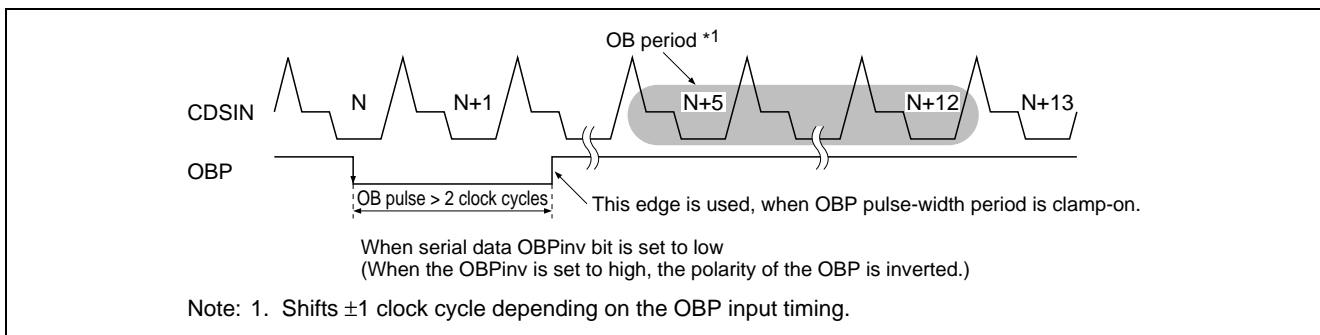 OB period *1
N N+1 N+5 N+12 N+13
CDSIN
OBP
OB pulse > 2 clock cycles
This edge is used, when OBP pulse-width period is clamp-on.
When serial data OBPinv bit is set to low
(When the OBPinv is set to high, the polarity of the OBP is inverted.)
Note: 1. Shifts ±1 clock cycle depending on the OBP input timing.